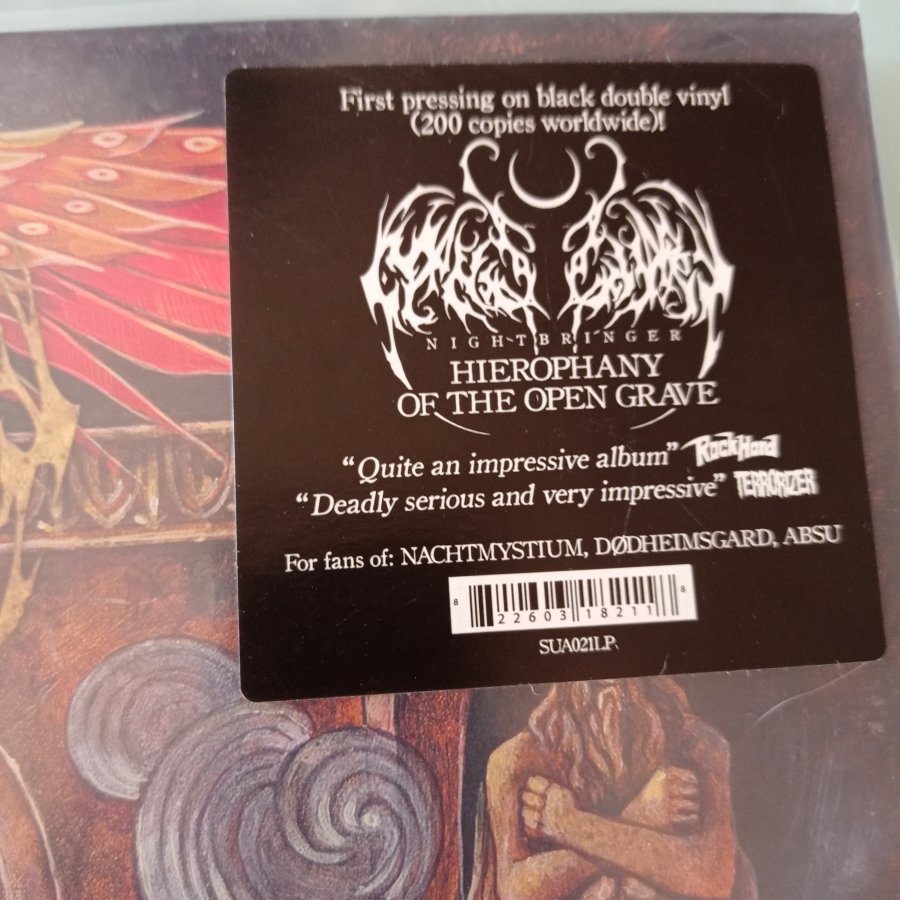 First pressing on black double vinyl
(200 copies worldwide)!
NIGHTBRINGER
HIEROPHANY
OF THE OPEN GRAVE
“Quite an impressive album” RockHard
“Deadly serious and very impressive” TERRORIZER
For fans of: NACHTMYSTIUM, DØDHEIMSGARD, ABSU
8 22603 18211 8
SUA021LP